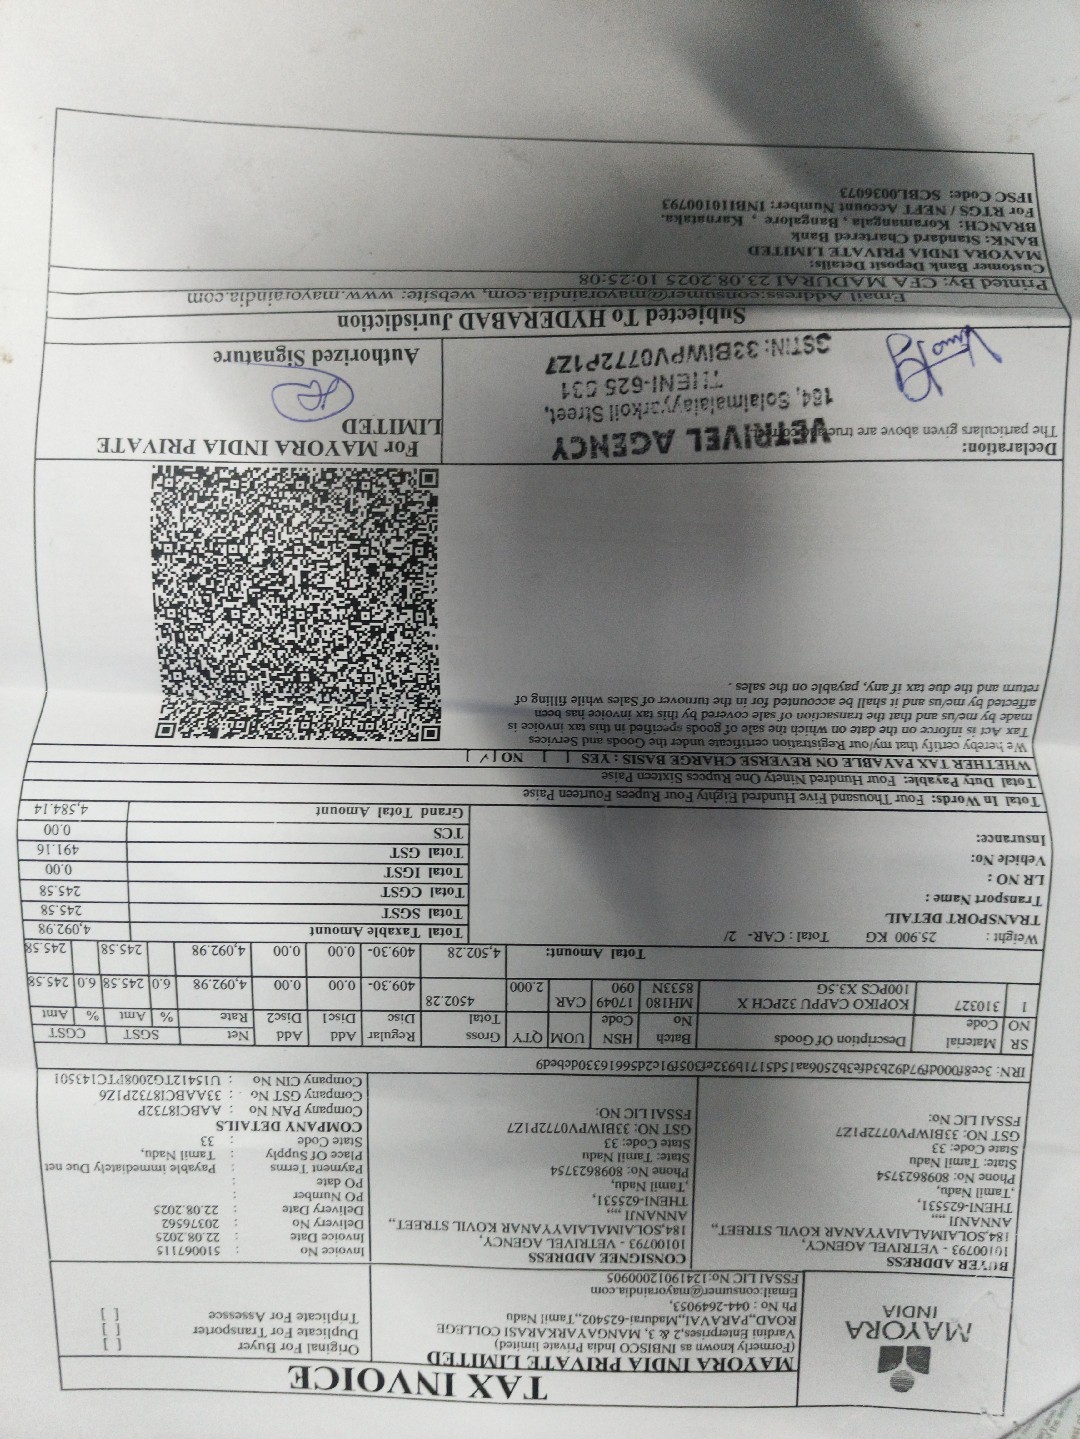 TAX INVOICE
MAYORA
INDIA
MAYORA INDIA PRIVATE LIMITED
(Formerly known as INBISCO India Private limited)
Vardini Enterprises,2 & 3, MANGAYARKARASI COLLEGE
ROAD,,PARAVAI,,Madurai-625402,,Tamil Nadu
Ph No : 044-2649053,
Email:consumer@mayoraindia.com
FSSAI LIC No:12419012000905
Original For Buyer [ ]
Duplicate For Transporter [ ]
Triplicate For Assessce [ ]
BUYER ADDRESS
10100793 - VETRIVEL AGENCY,
184,SOLAIMALAIAYYANAR KOVIL STREET,,
ANNANJI ,,,,
THENI-625531,
,Tamil Nadu,
Phone No: 8098623754
State: Tamil Nadu
State Code: 33
GST NO: 33BIWPV0772P1Z7
FSSAI LIC No:
CONSIGNEE ADDRESS
10100793 - VETRIVEL AGENCY,
184,SOLAIMALAIAYYANAR KOVIL STREET,,
ANNANJI ,,,,
THENI-625531,
,Tamil Nadu,
Phone No: 8098623754
State: Tamil Nadu
State Code: 33
GST NO: 33BIWPV0772P1Z7
FSSAI LIC NO:
Invoice No : 510067115
Invoice Date : 22.08.2025
Delivery No : 203766562
Delivery Date : 22.08.2025
PO Number :
PO date :
Payment Terms : Payable immediately Due net
Place Of Supply : Tamil Nadu,
State Code : 33
COMPANY DETAILS
Company PAN No : AABCI8732P
Company GST No : 33AABCI8732P1Z6
Company CIN No : U15412TG2008PTC143501
SR NO Material Code Description Of Goods Batch No HSN Code UOM QTY Gross Total Regular Disc Add Disc1 Add Disc2 Net Rate SGST % Amt CGST % Amt
1 310327 KOPIKO CAPPU 32PCH X MH180 17049 CAR 2.000 4502.28 409.30- 0.00 0.00 4,092.98 6.0 245.58 6.0 245.58
100PCS X3.5G 8533N 090
Total Amount: 4,502.28 409.30- 0.00 0.00 4,092.98 245.58 245.58
Weight : 25.900 KG Total : CAR- 2/
TRANSPORT DETAIL
Transport Name :
LR NO :
Vehicle No:
Insurance:
Total Taxable Amount 4,092.98
Total SGST 245.58
Total CGST 245.58
Total IGST 0.00
Total GST 491.16
TCS 0.00
Grand Total Amount 4,584.14
Total In Words: Four Thousand Five Hundred Eighty Four Rupees Fourteen Paise
Total Duty Payable: Four Hundred Ninety One Rupees Sixteen Paise
WHETHER TAX PAYABLE ON REVERSE CHARGE BASIS : YES [ ] NO [✓]
We hereby certify that my/our Registration certificate under the Goods and Services
Tax Act is inforce on the date on which the sale of goods specified in this tax invoice is
made by me/us and that the transaction of sale covered by this tax invoice has been
affected by me/us and it shall be accounted for in the turnover of Sales while filling of
return and the due tax if any, payable on the sales .
Declaration:
The particulars given above are true
VETRIVEL AGENCY
184, Solaimalaiayyarkoil Street,
THENI-625 531
GSTIN: 33BIWPV0772P1Z7
For MAYORA INDIA PRIVATE
LIMITED
Authorized Signature
Subjected To HYDERABAD Jurisdiction
Email Address:consumer@mayoraindia.com, website: www.mayoraindia.com
Printed By: CFA MADURAI 23.08.2025 10:25:08
Customer Bank Deposit Details:
MAYORA INDIA PRIVATE LIMITED
BANK: Standard Chartered Bank
BRANCH: Koramangala , Bangalore , Karnataka.
For RTGS / NEFT Account Number: INBI10100793
IFSC Code: SCBL0036073